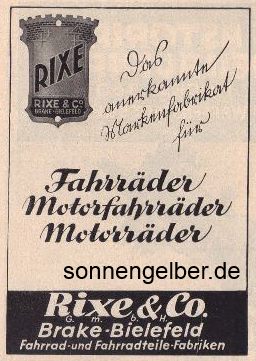 RIXE
RIXE & Co
BRAKE-BIELEFELD
Das
anerkannte
Markenfabrikat
für
Fahrräder
Motorfahrräder
Motorräder
sonnengelber.de
Rixe & Co.
G. m. b. H.
Brake-Bielefeld
Fahrrad-und Fahrradteile-Fabriken